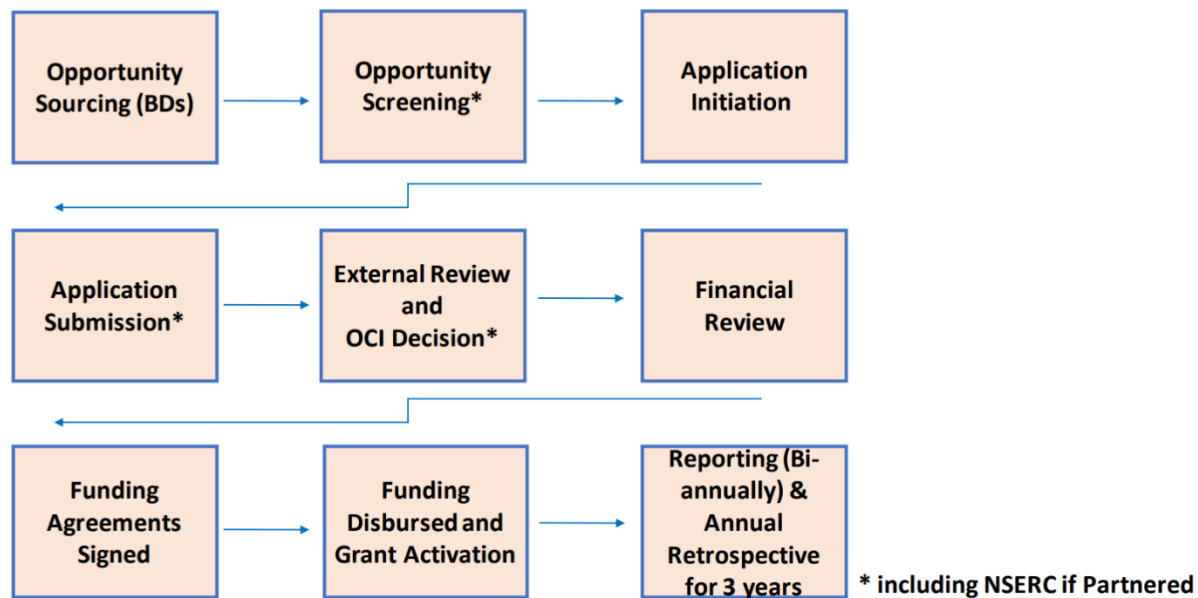 Opportunity
Sourcing (BDs)
Opportunity
Screening*
Application
Initiation
Application
Submission*
External Review
and
OCI Decision*
Financial
Review
Funding
Agreements
Signed
Funding
Disbursed and
Grant Activation
Reporting (Bi-
annually) &
Annual
Retrospective
for 3 years
* including NSERC if Partnered